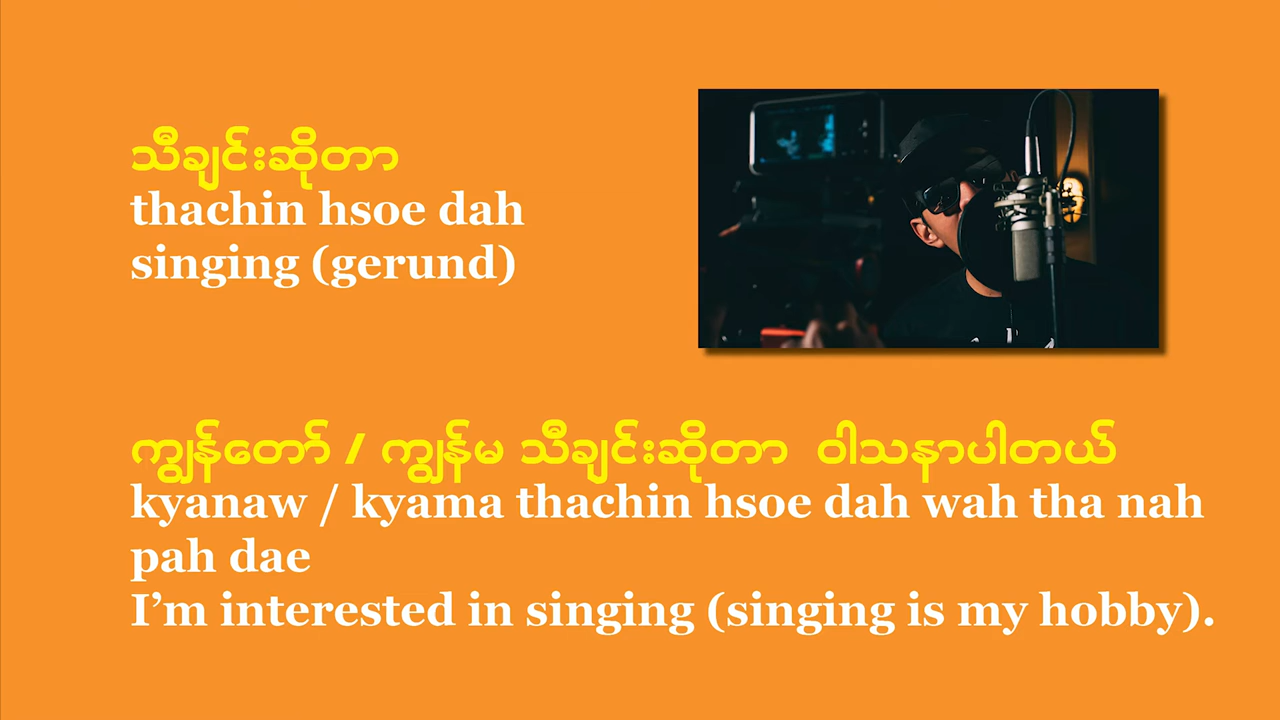 သီချင်းဆိုတာ
thachin hsoe dah
singing (gerund)
ကျွန်တော် / ကျွန်မ သီချင်းဆိုတာ ဝါသနာပါတယ်
kyanaw / kyama thachin hsoe dah wah tha nah
pah dae
I’m interested in singing (singing is my hobby).